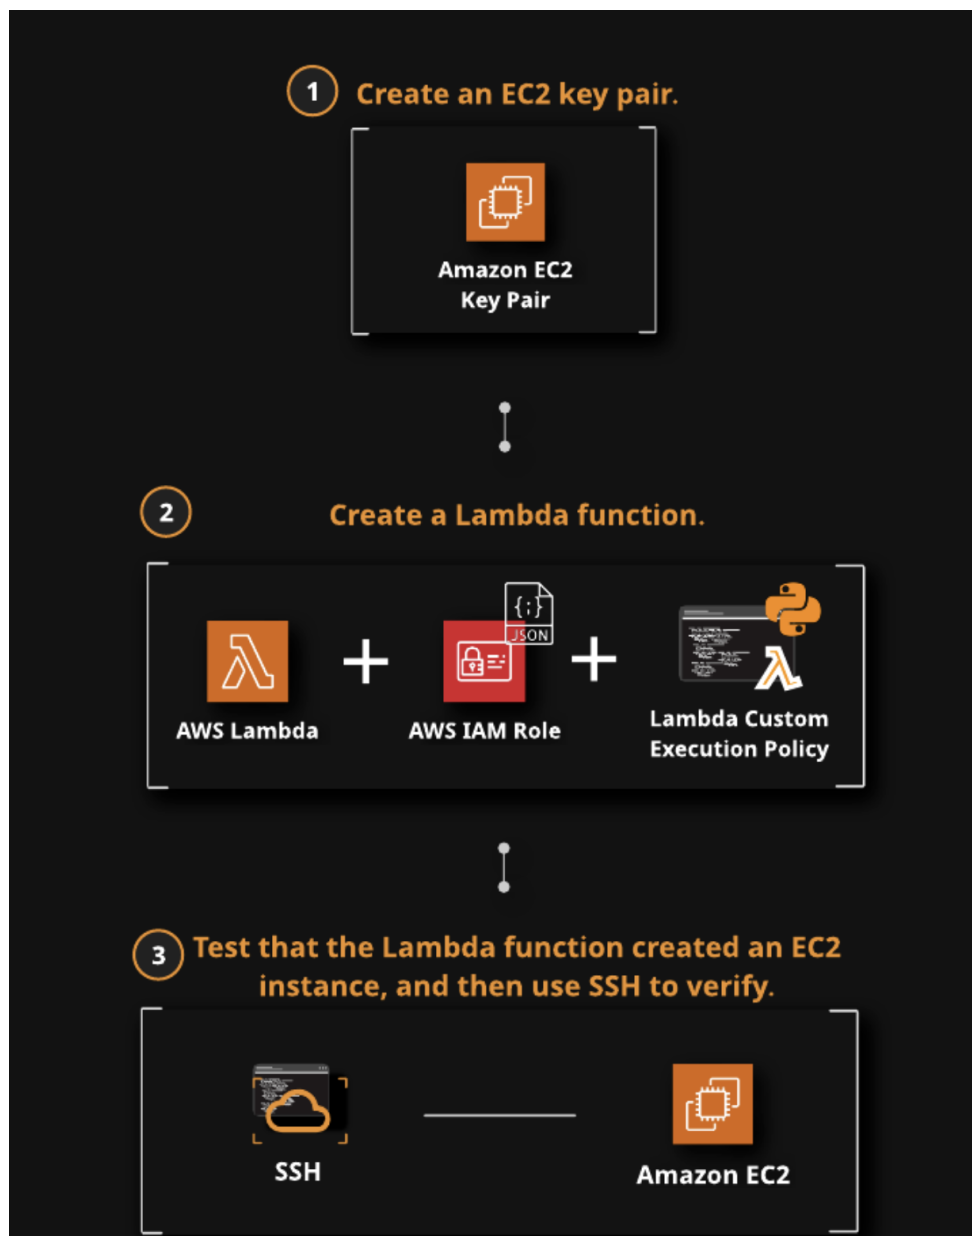 1 Create an EC2 key pair.
Amazon EC2
Key Pair
2 Create a Lambda function.
{;}
JSON
AWS Lambda
AWS IAM Role
Lambda Custom
Execution Policy
3 Test that the Lambda function created an EC2
instance, and then use SSH to verify.
SSH
Amazon EC2